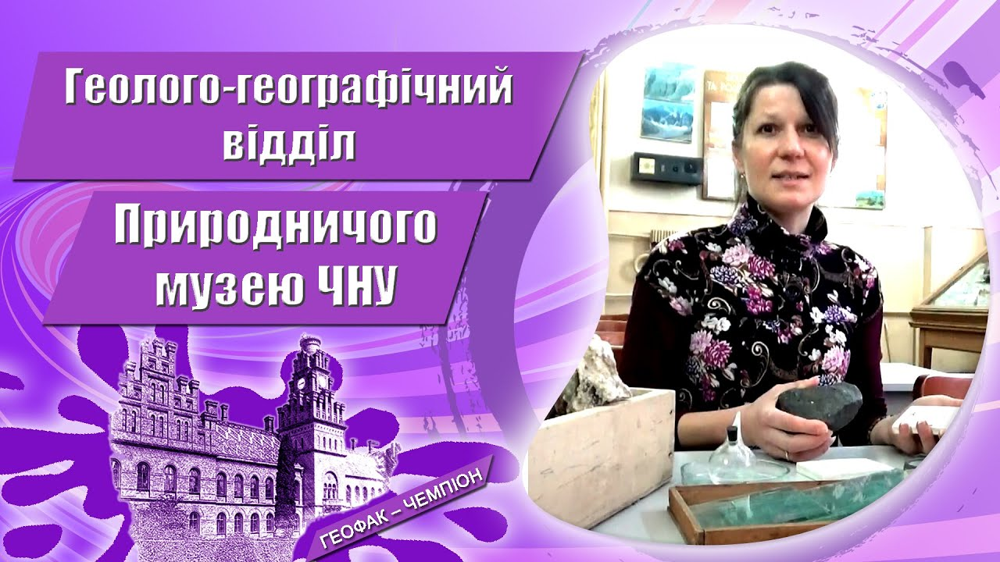 Геолого-географічний
відділ
Природничого
музею ЧНУ
ГЕОФАК – ЧЕМПІОН